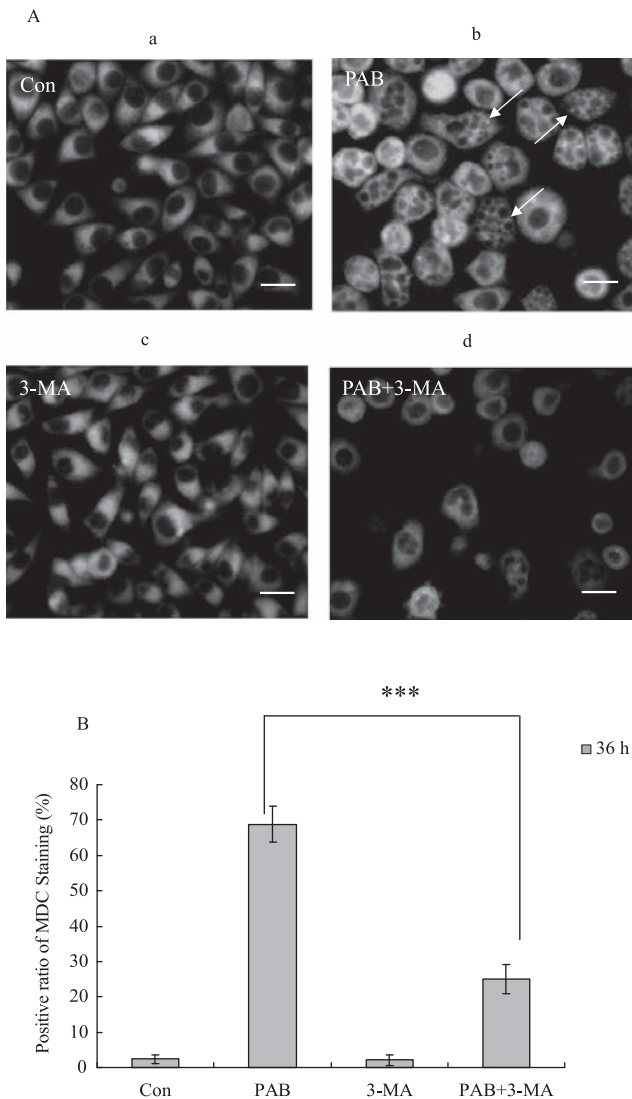 A
a b
Con PAB
c d
3-MA PAB+3-MA
***
B
36 h
80
70
60
50
40
30
20
10
0
Positive ratio of MDC Staining (%)
Con PAB 3-MA PAB+3-MA